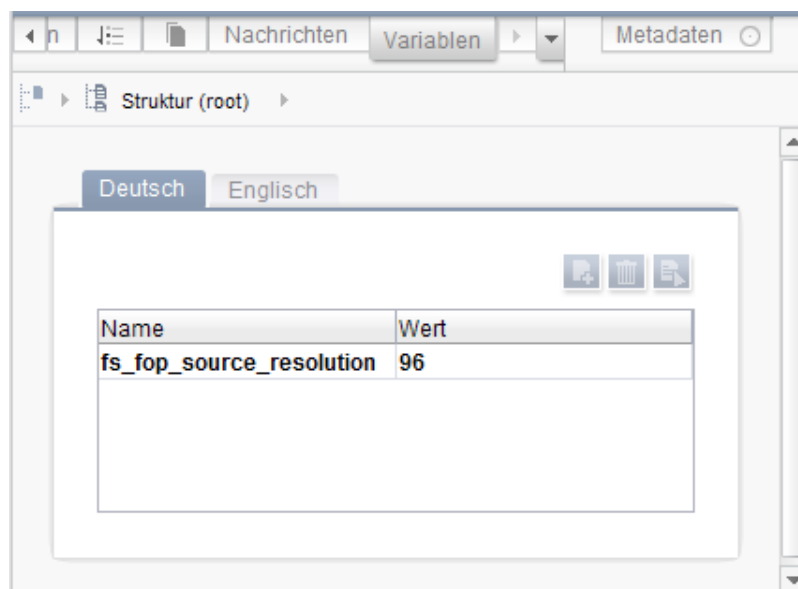 n Nachrichten Variablen Metadaten
Struktur (root)
Deutsch Englisch
Name Wert
fs_fop_source_resolution 96